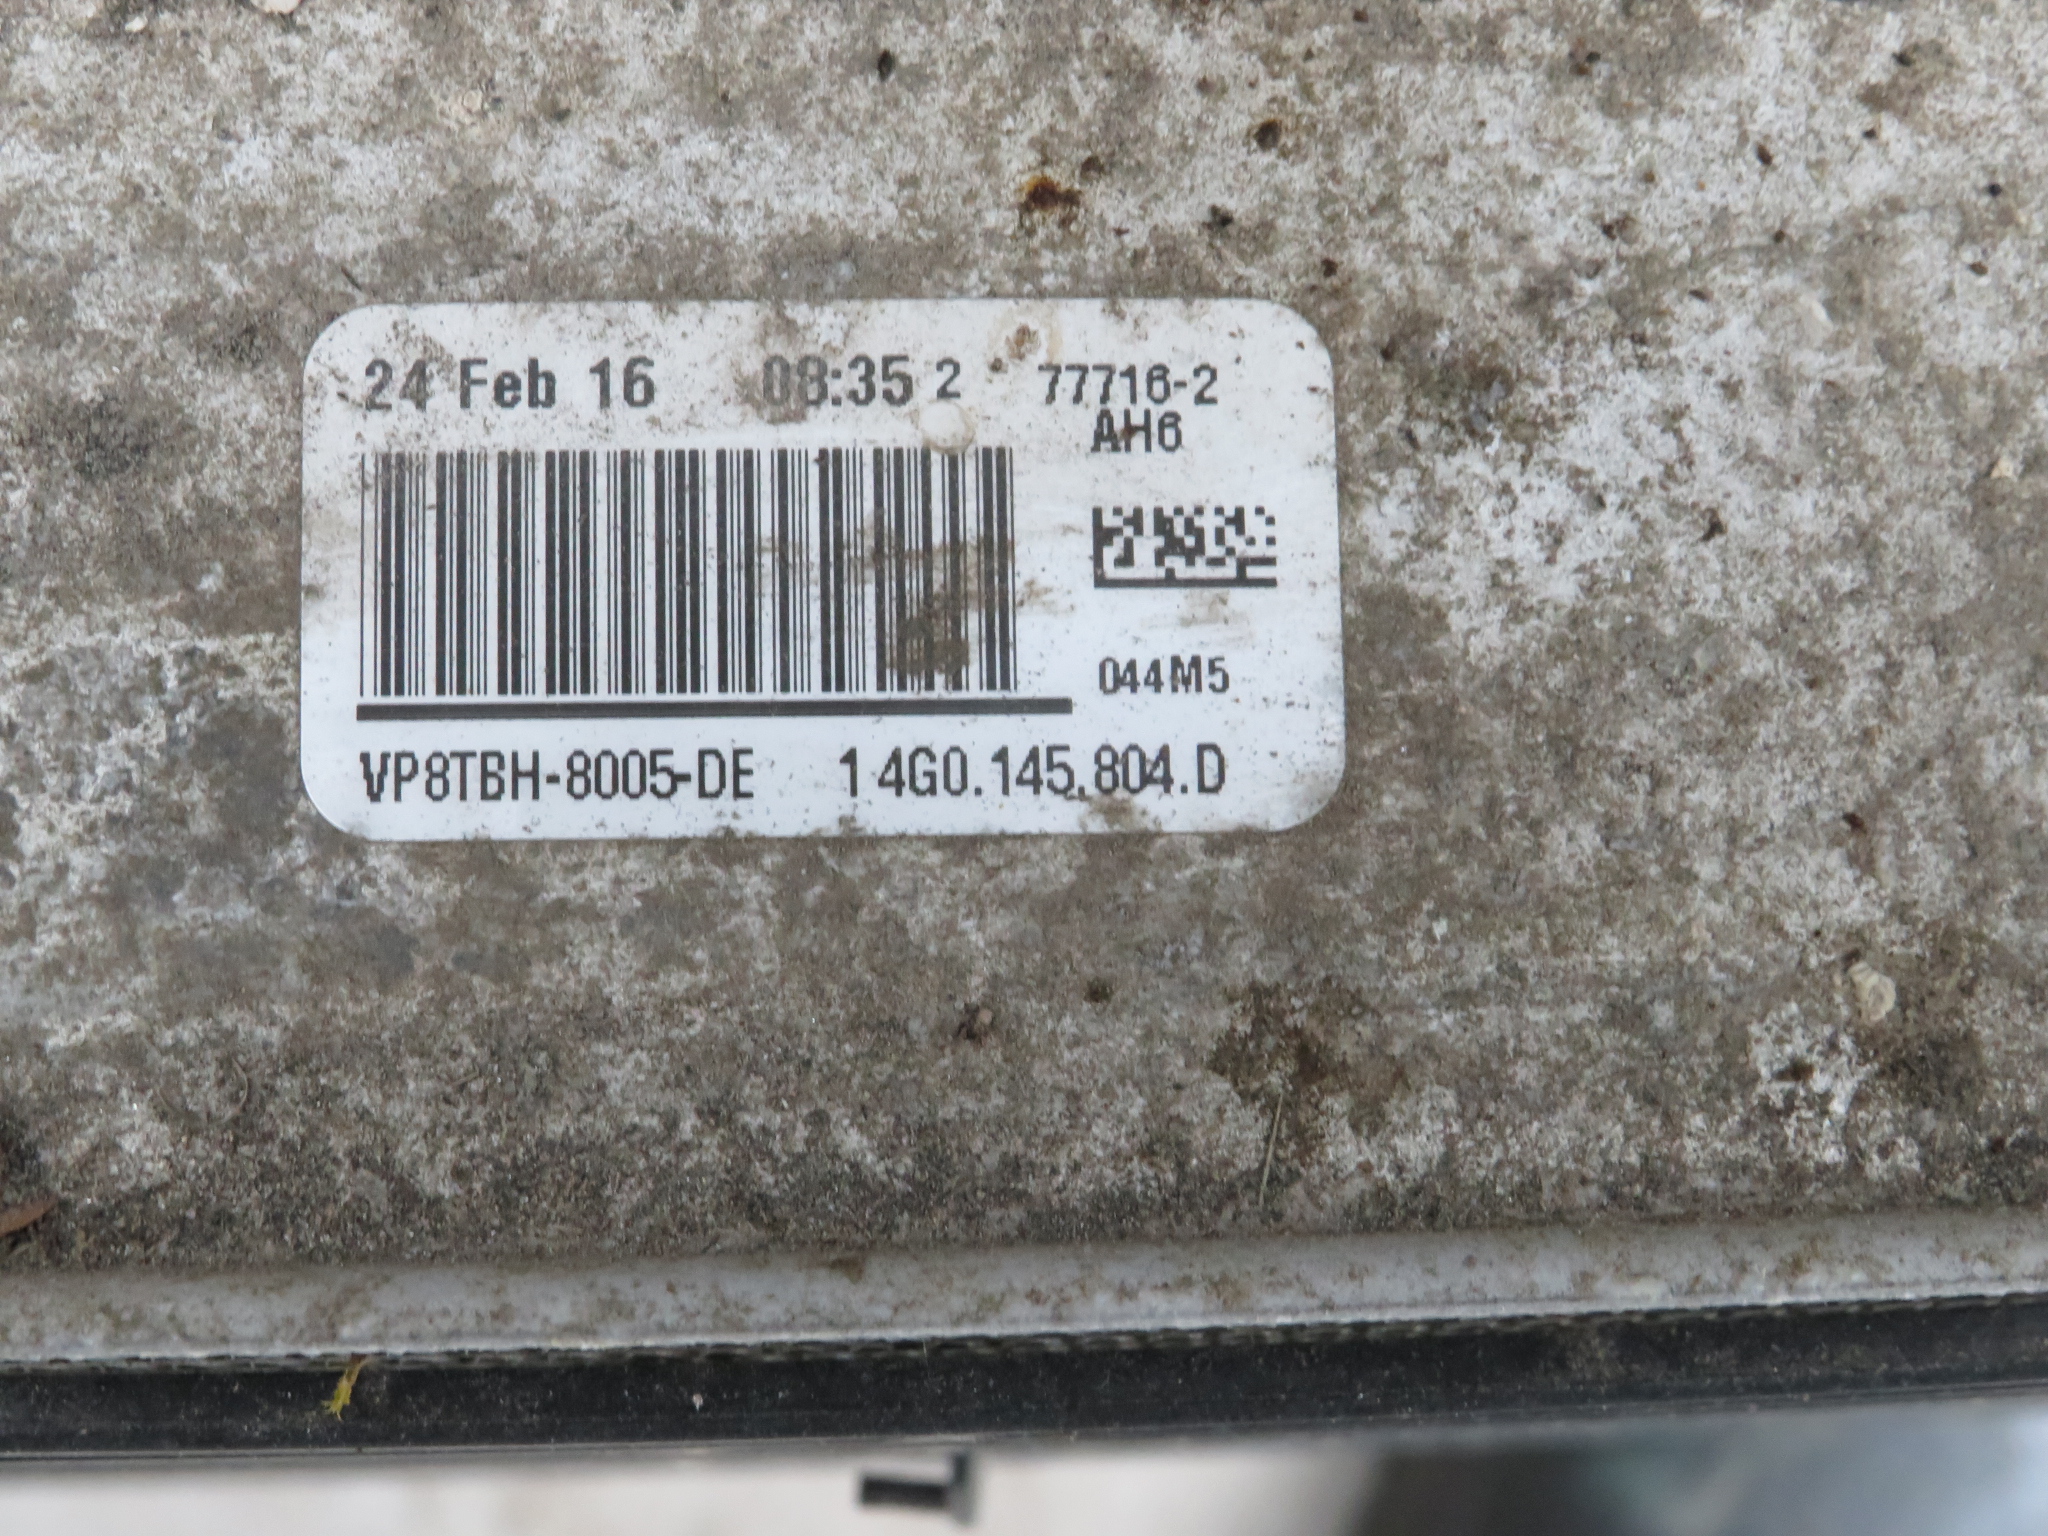 24 Feb 16 08:35 2 77716-2
AH6
044M5
VP8TBH-8005-DE 1 4G0.145.804.D